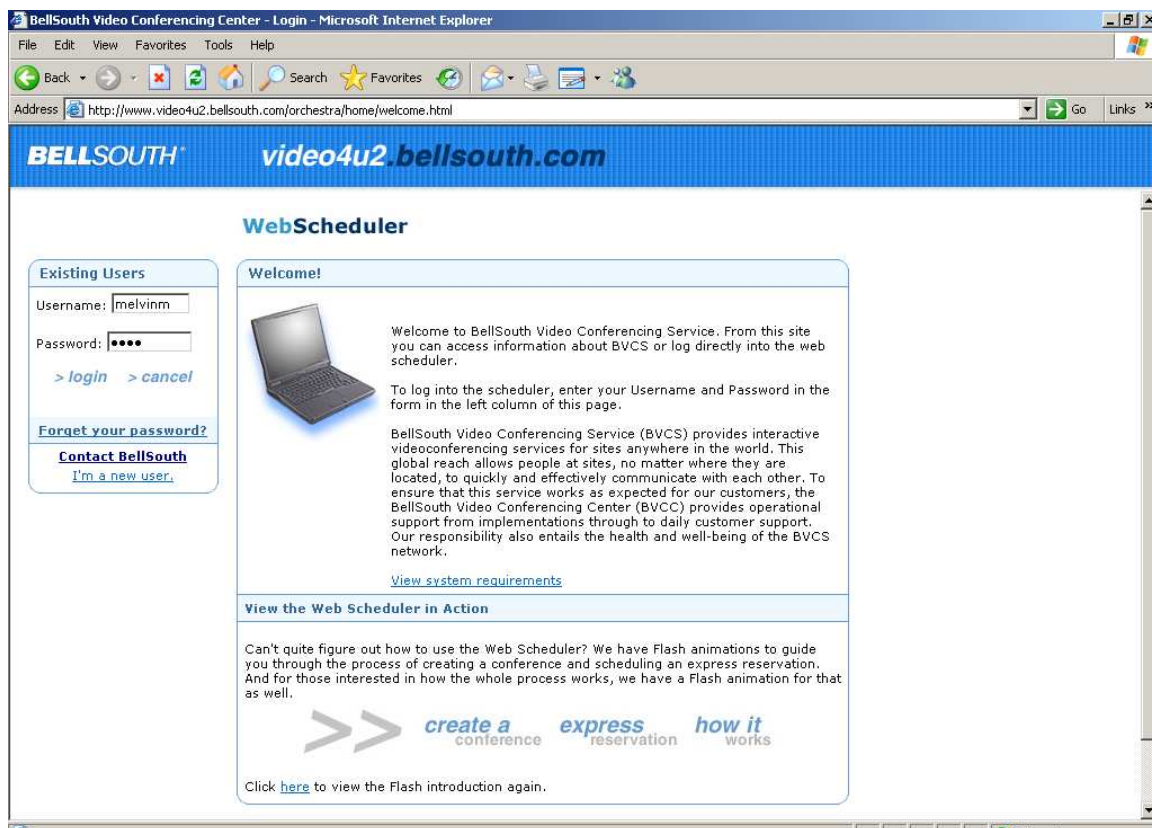 BellSouth Video Conferencing Center - Login - Microsoft Internet Explorer
File Edit View Favorites Tools Help
Back Search Favorites
Address http://www.video4u2.bellsouth.com/orchestra/home/welcome.html Go Links »
BELLSOUTH video4u2.bellsouth.com
WebScheduler
Existing Users
Username: melvinm
Password: ••••
> login > cancel
Forget your password?
Contact BellSouth
I'm a new user.
Welcome!
Welcome to BellSouth Video Conferencing Service. From this site
you can access information about BVCS or log directly into the web
scheduler.
To log into the scheduler, enter your Username and Password in the
form in the left column of this page.
BellSouth Video Conferencing Service (BVCS) provides interactive
videoconferencing services for sites anywhere in the world. This
global reach allows people at sites, no matter where they are
located, to quickly and effectively communicate with each other. To
ensure that this service works as expected for our customers, the
BellSouth Video Conferencing Center (BVCC) provides operational
support from implementations through to daily customer support.
Our responsibility also entails the health and well-being of the BVCS
network.
View system requirements
View the Web Scheduler in Action
Can't quite figure out how to use the Web Scheduler? We have Flash animations to guide
you through the process of creating a conference and scheduling an express reservation.
And for those interested in how the whole process works, we have a Flash animation for that
as well.
>> create a conference express reservation how it works
Click here to view the Flash introduction again.